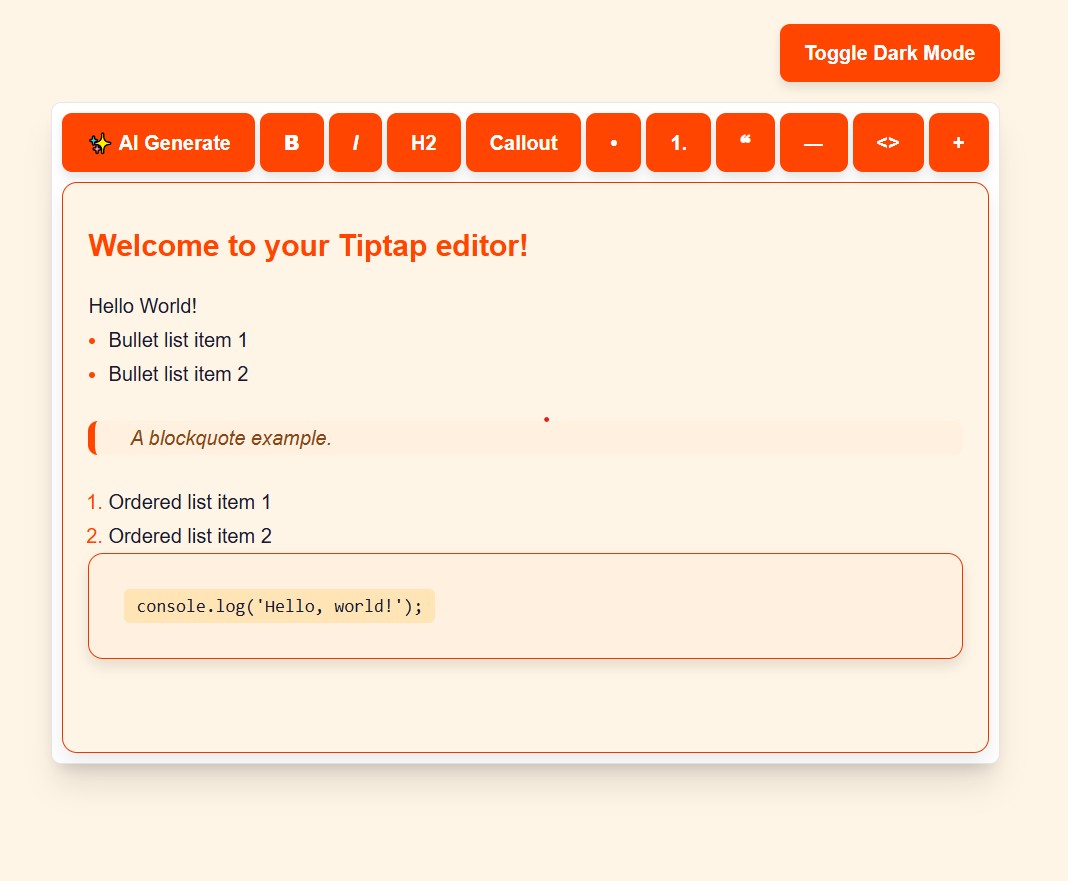 Toggle Dark Mode
✨ AI Generate B I H2 Callout • 1. ❝ — <> +
Welcome to your Tiptap editor!
Hello World!
• Bullet list item 1
• Bullet list item 2
A blockquote example.
1. Ordered list item 1
2. Ordered list item 2
console.log('Hello, world!');